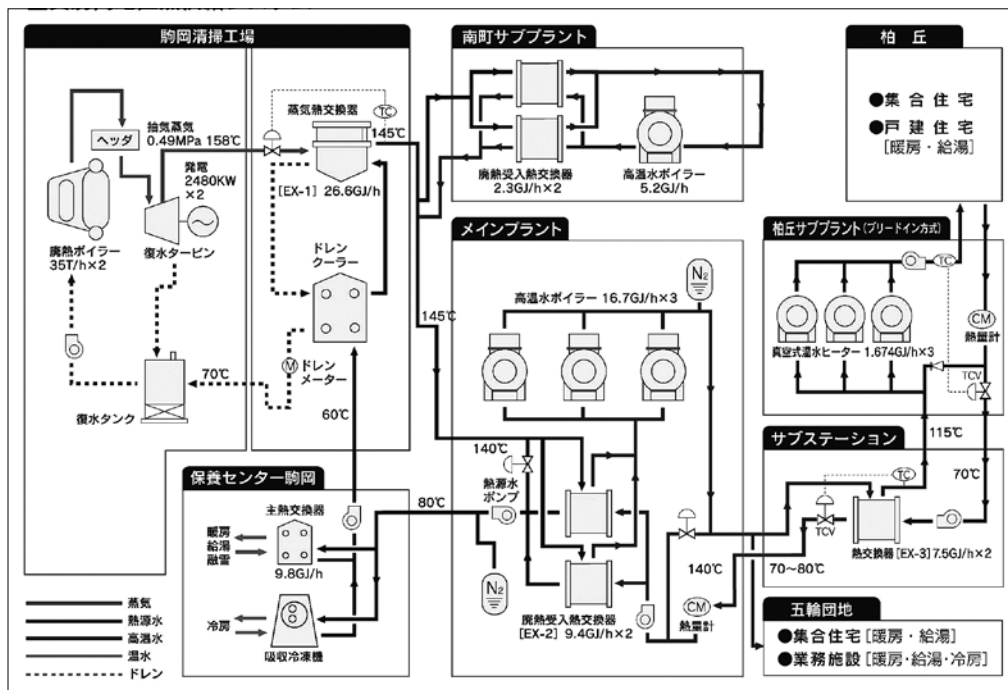 駒岡清掃工場
ヘッダ
抽気蒸気
0.49MPa 158℃
発電
2480KW
×2
廃熱ボイラー
35T/h×2
復水タービン
復水タンク
70℃
蒸気熱交換器
TC
145℃
[EX-1] 26.6GJ/h
ドレン
クーラー
M
ドレン
メーター
60℃
145℃
南町サブプラント
廃熱受入熱交換器
2.3GJ/h×2
高温水ボイラー
5.2GJ/h
メインプラント
N₂
高温水ボイラー 16.7GJ/h×3
140℃
熱源水
ポンプ
80℃
N₂
廃熱受入熱交換器
[EX-2] 9.4GJ/h×2
140℃
CM
熱量計
保養センター駒岡
主熱交換器
暖房
給湯
融雪
9.8GJ/h
冷房
吸収冷凍機
柏 丘
●集合住宅
●戸建住宅
[暖房・給湯]
柏丘サブプラント(ブリードイン方式)
TC
CM
熱量計
真空式温水ヒーター 1.674GJ/h×3
TCV
115℃
サブステーション
TC
70℃
TCV
熱交換器[EX-3]7.5GJ/h×2
70~80℃
五輪団地
●集合住宅[暖房・給湯]
●業務施設[暖房・給湯・冷房]
蒸気
熱源水
高温水
温水
ドレン